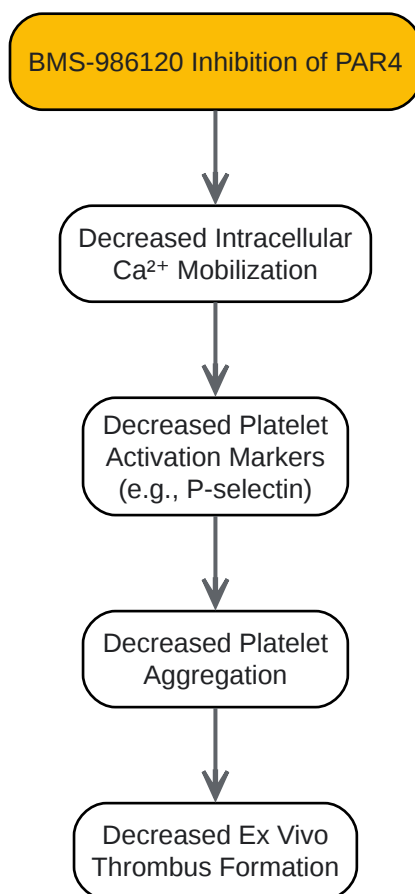 BMS-986120 Inhibition of PAR4
Decreased Intracellular
Ca²⁺ Mobilization
Decreased Platelet
Activation Markers
(e.g., P-selectin)
Decreased Platelet
Aggregation
Decreased Ex Vivo
Thrombus Formation